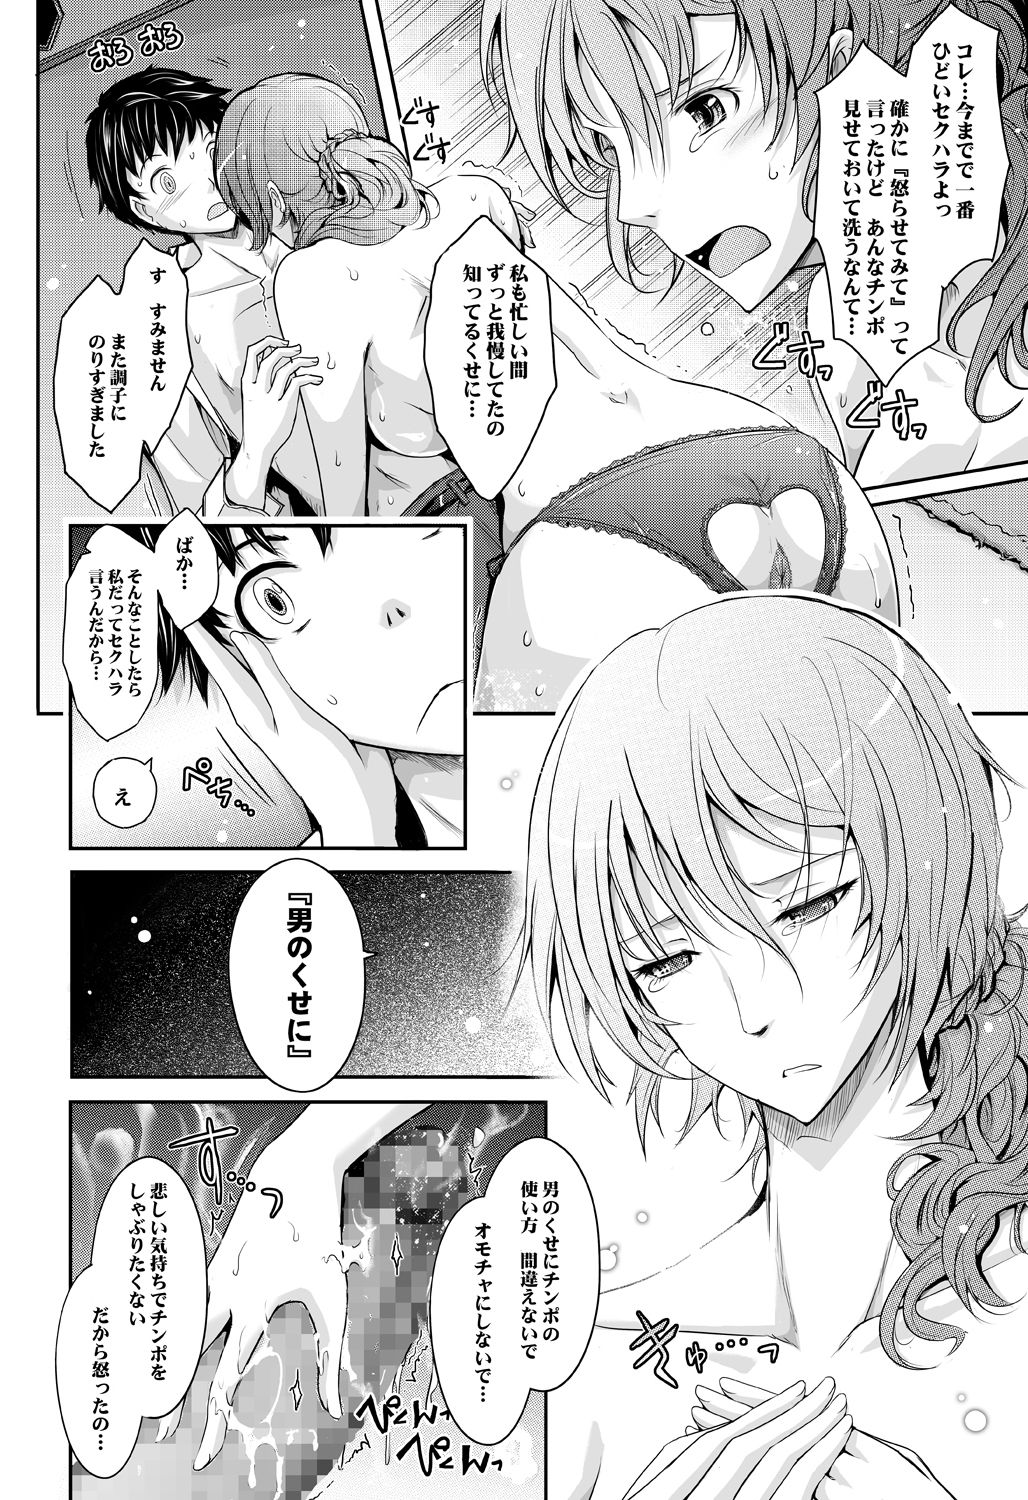 コレ…今までで一番
ひどいセクハラよっ
確かに『怒らせてみて』って
言ったけど あんなチンポ
見せておいて洗うなんて…
ぐすっ
ぐすっ
私も忙しい間
ずっと我慢してたの
知ってるくせに…
ぐす
ぐす
おろ おろ
す すみません
また調子に
のりすぎました
ばか…
そんなことしたら
私だってセクハラ
言うんだから…
え
ぺち…
『男のくせに』
きゅ…っ
男のくせにチンポの
使い方 間違えないで
オモチャにしないで…
す…っ
悲しい気持ちでチンポを
しゃぶりたくない
だから怒ったの…
ぴくんっ
ぴくんっ